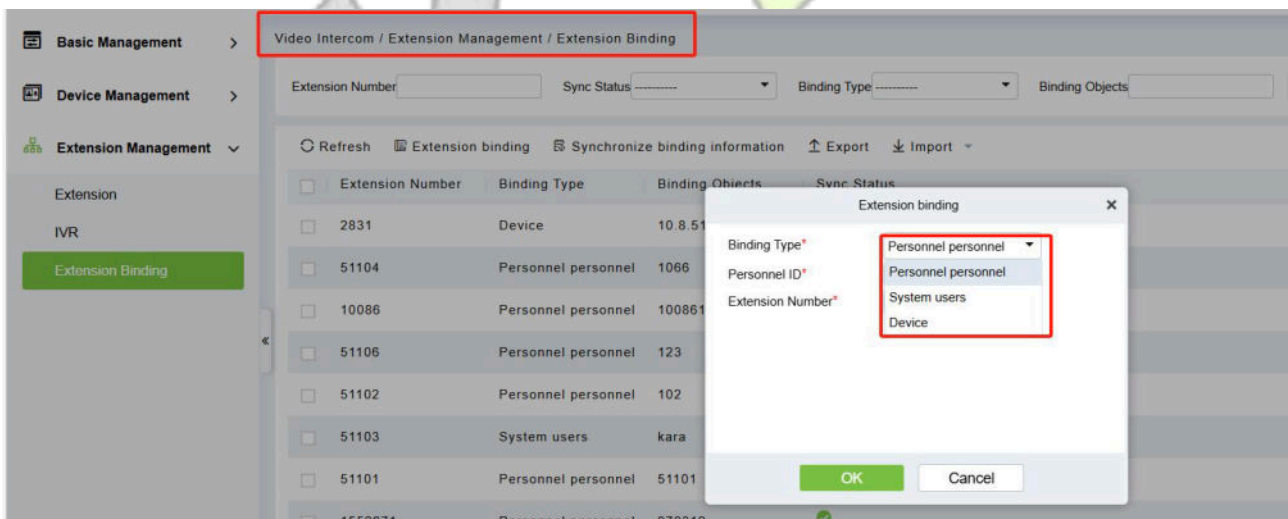 Basic Management
Device Management
Extension Management
Extension
IVR
Extension Binding
Video Intercom / Extension Management / Extension Binding
Extension Number Sync Status ---------- Binding Type ---------- Binding Objects
Refresh Extension binding Synchronize binding information Export Import
Extension Number Binding Type Binding Objects Sync Status
2831 Device 10.8.51
51104 Personnel personnel 1066
10086 Personnel personnel 100861
51106 Personnel personnel 123
51102 Personnel personnel 102
51103 System users kara
51101 Personnel personnel 51101
Extension binding
Binding Type* Personnel personnel
Personnel ID* Personnel personnel
System users
Extension Number*
Device
OK Cancel